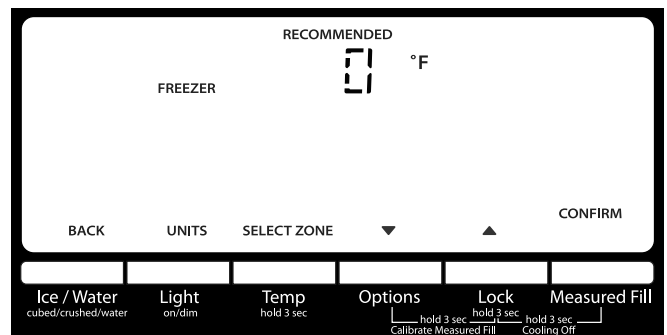 RECOMMENDED
FREEZER 0 °F
CONFIRM
BACK UNITS SELECT ZONE ▼ ▲
Ice / Water Light Temp Options Lock Measured Fill
cubed/crushed/water on/dim hold 3 sec hold 3 sec
hold 3 sec hold 3 sec
Calibrate Measured Fill Cooling Off